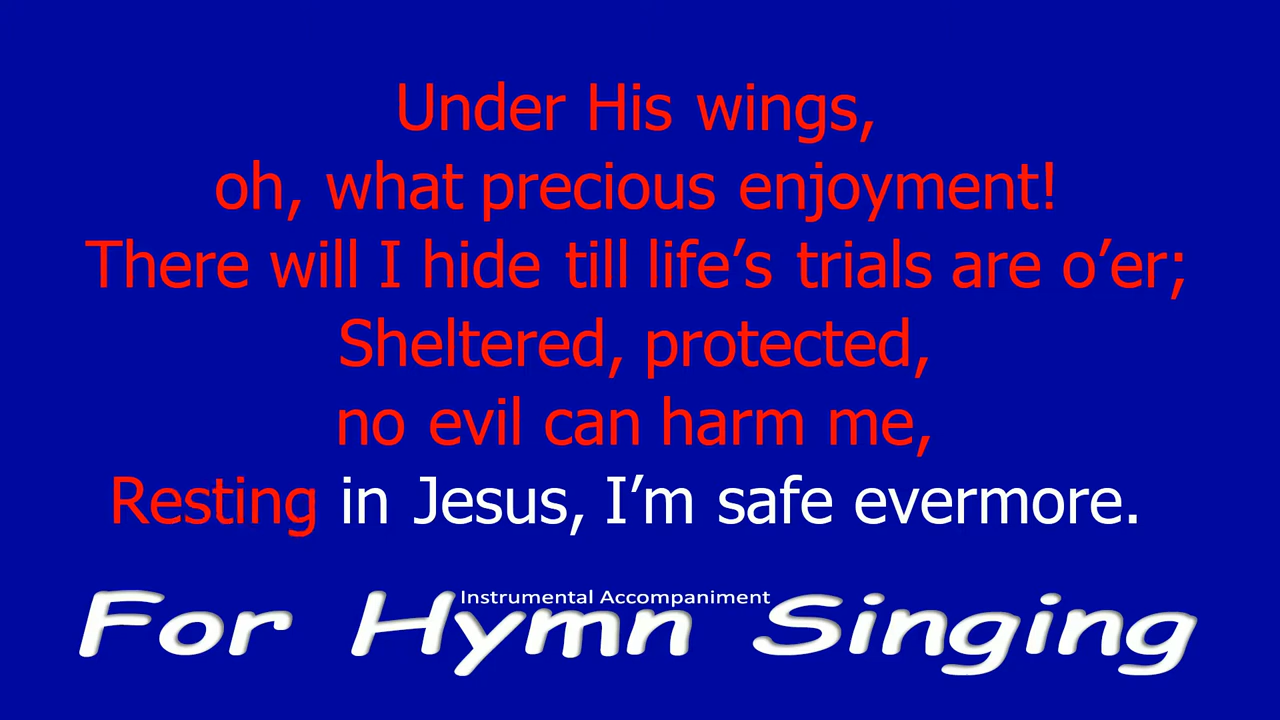 Under His wings,
oh, what precious enjoyment!
There will I hide till life’s trials are o’er;
Sheltered, protected,
no evil can harm me,
Resting in Jesus, I’m safe evermore.
Instrumental Accompaniment
For Hymn Singing